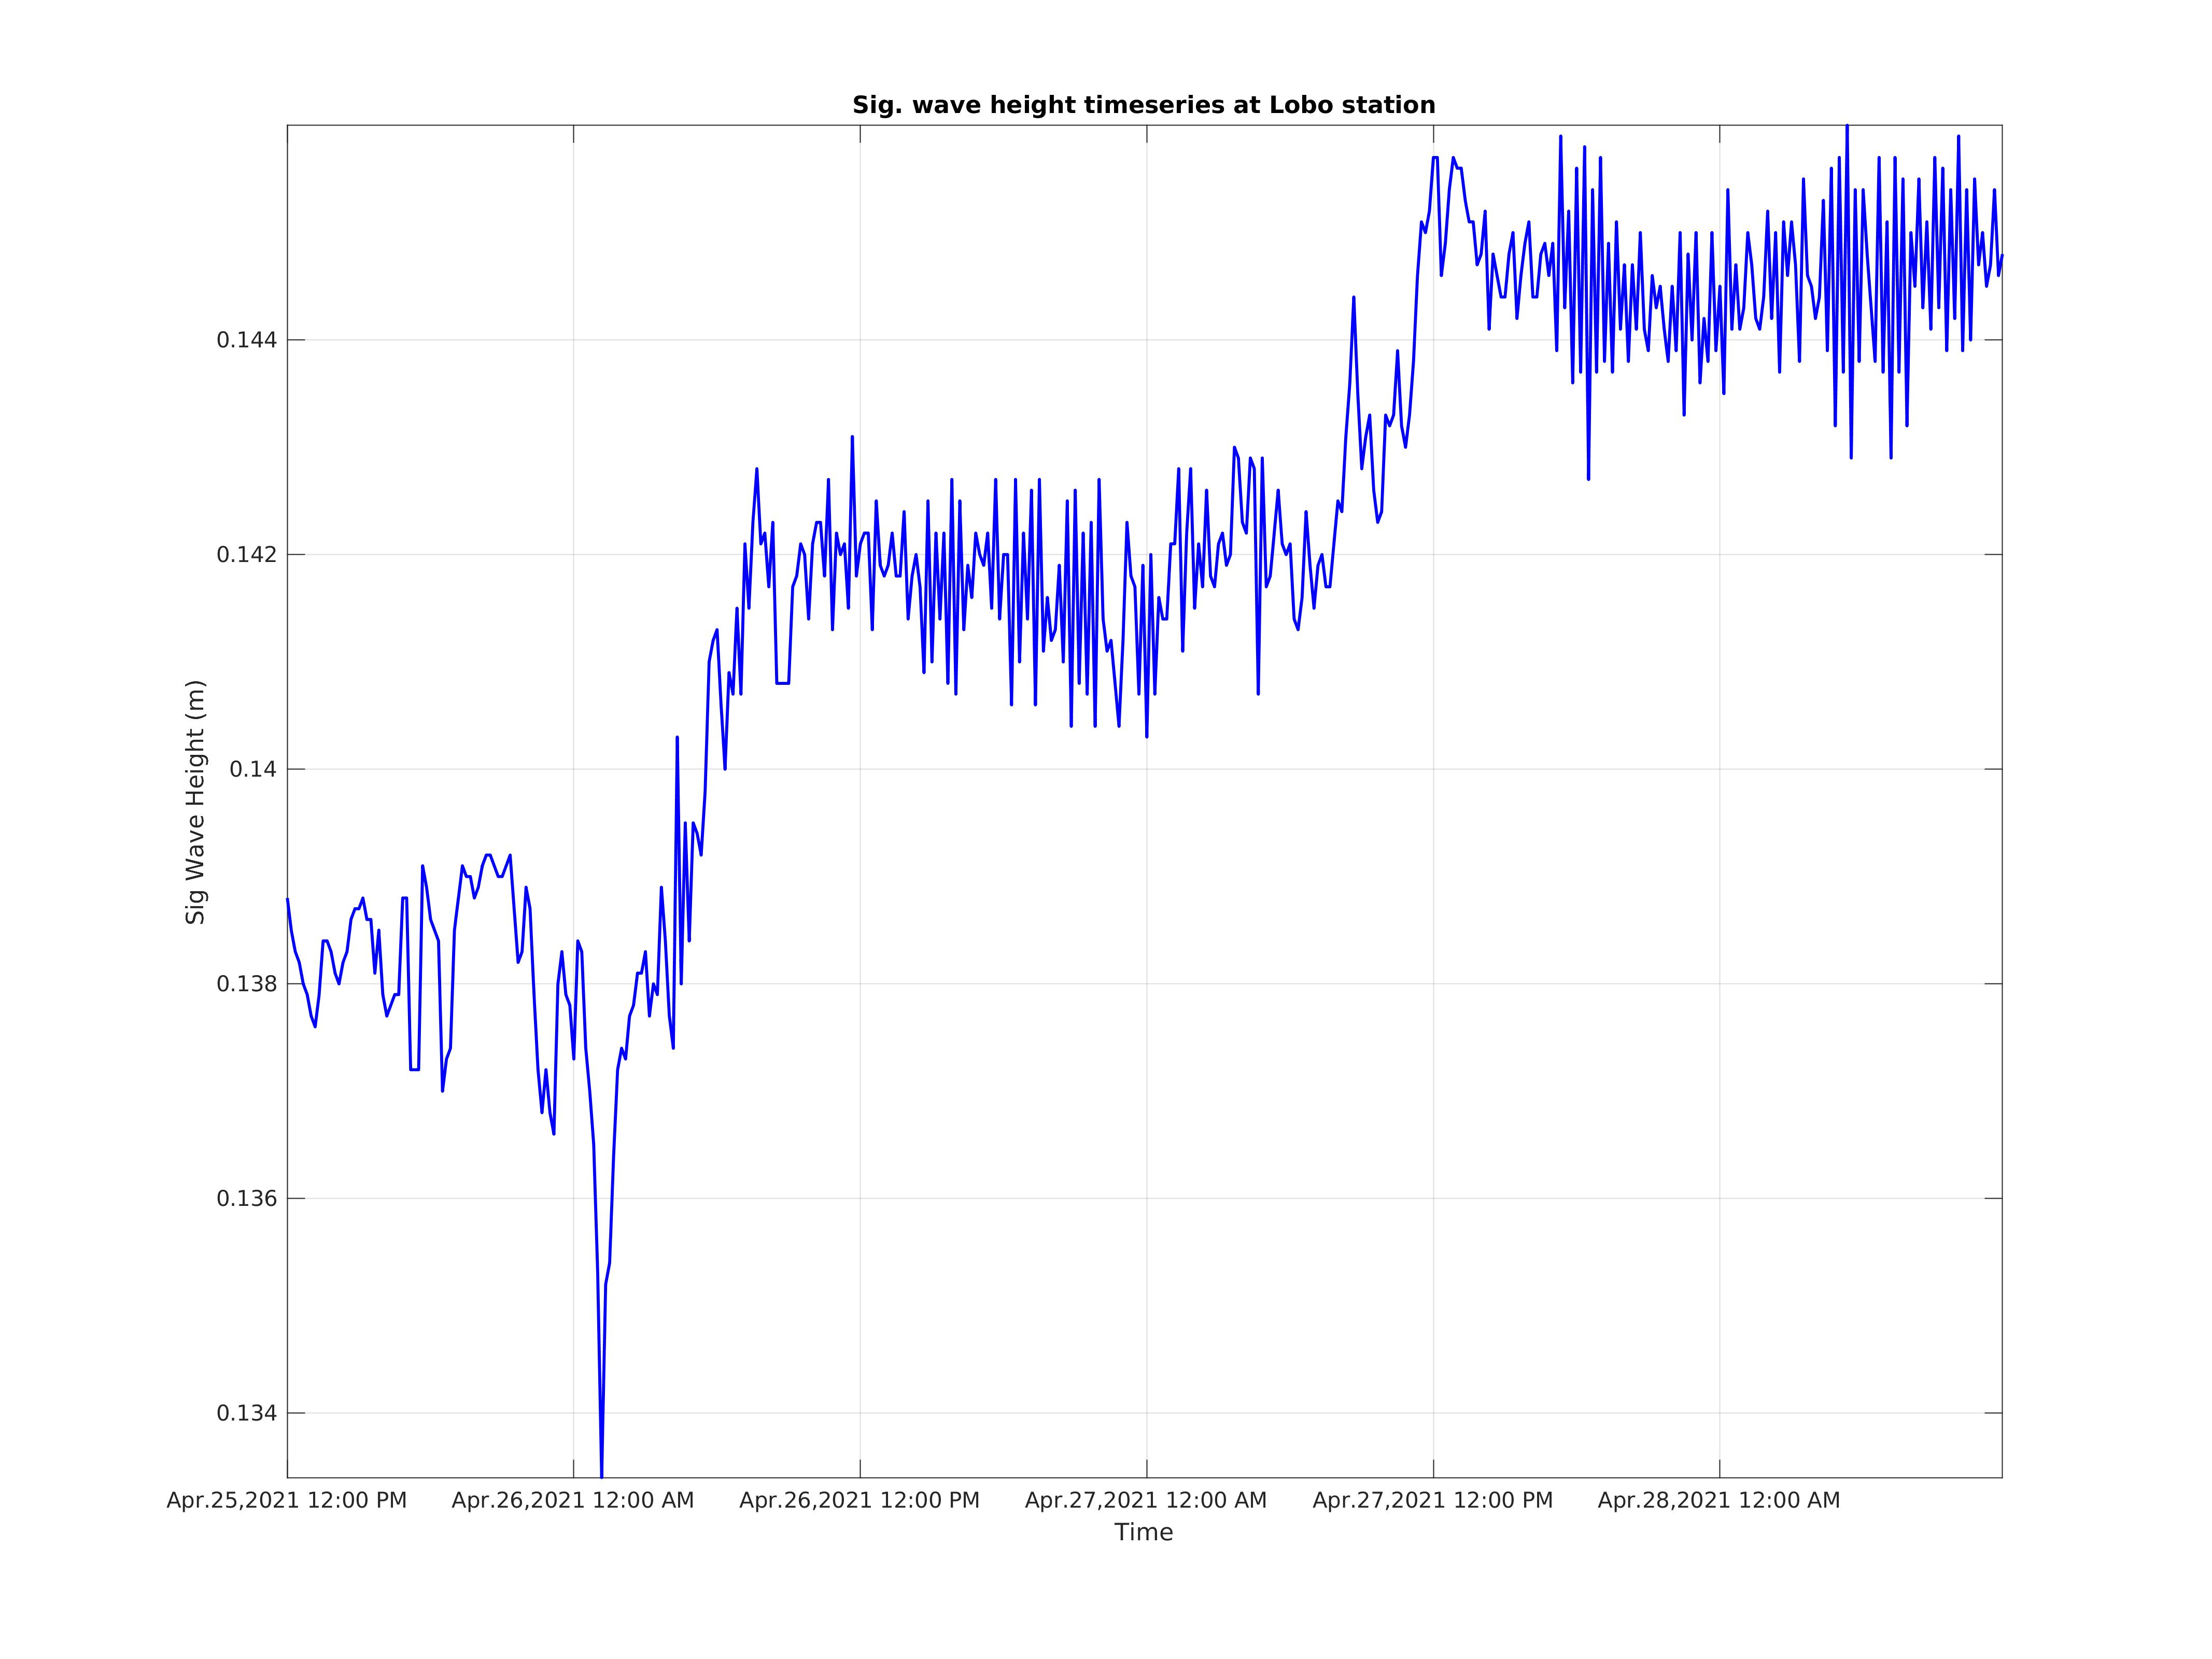 Sig. wave height timeseries at Lobo station
Sig Wave Height (m)
0.144
0.142
0.14
0.138
0.136
0.134
Apr.25,2021 12:00 PM Apr.26,2021 12:00 AM Apr.26,2021 12:00 PM Apr.27,2021 12:00 AM Apr.27,2021 12:00 PM Apr.28,2021 12:00 AM
Time